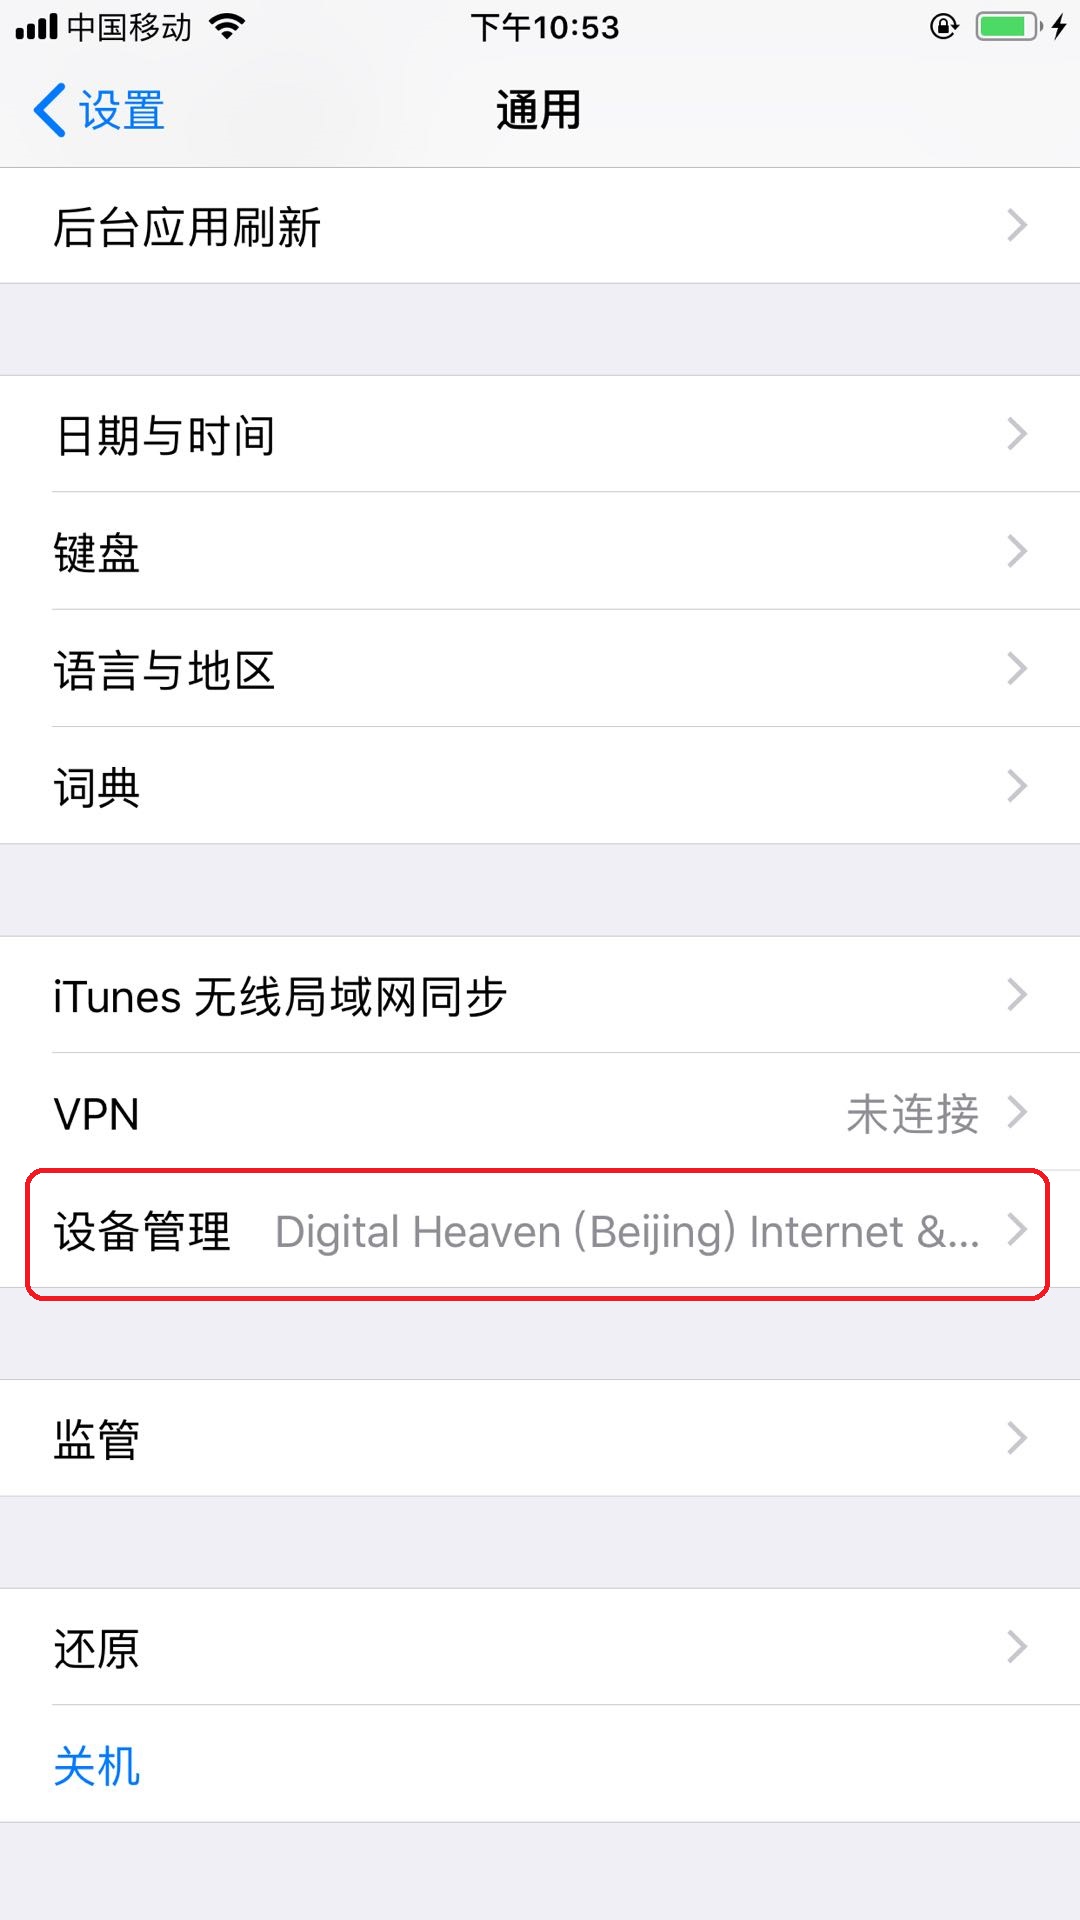 中国移动 下午10:53
设置 通用
后台应用刷新
日期与时间
键盘
语言与地区
词典
iTunes 无线局域网同步
VPN 未连接
设备管理 Digital Heaven (Beijing) Internet &...
监管
还原
关机